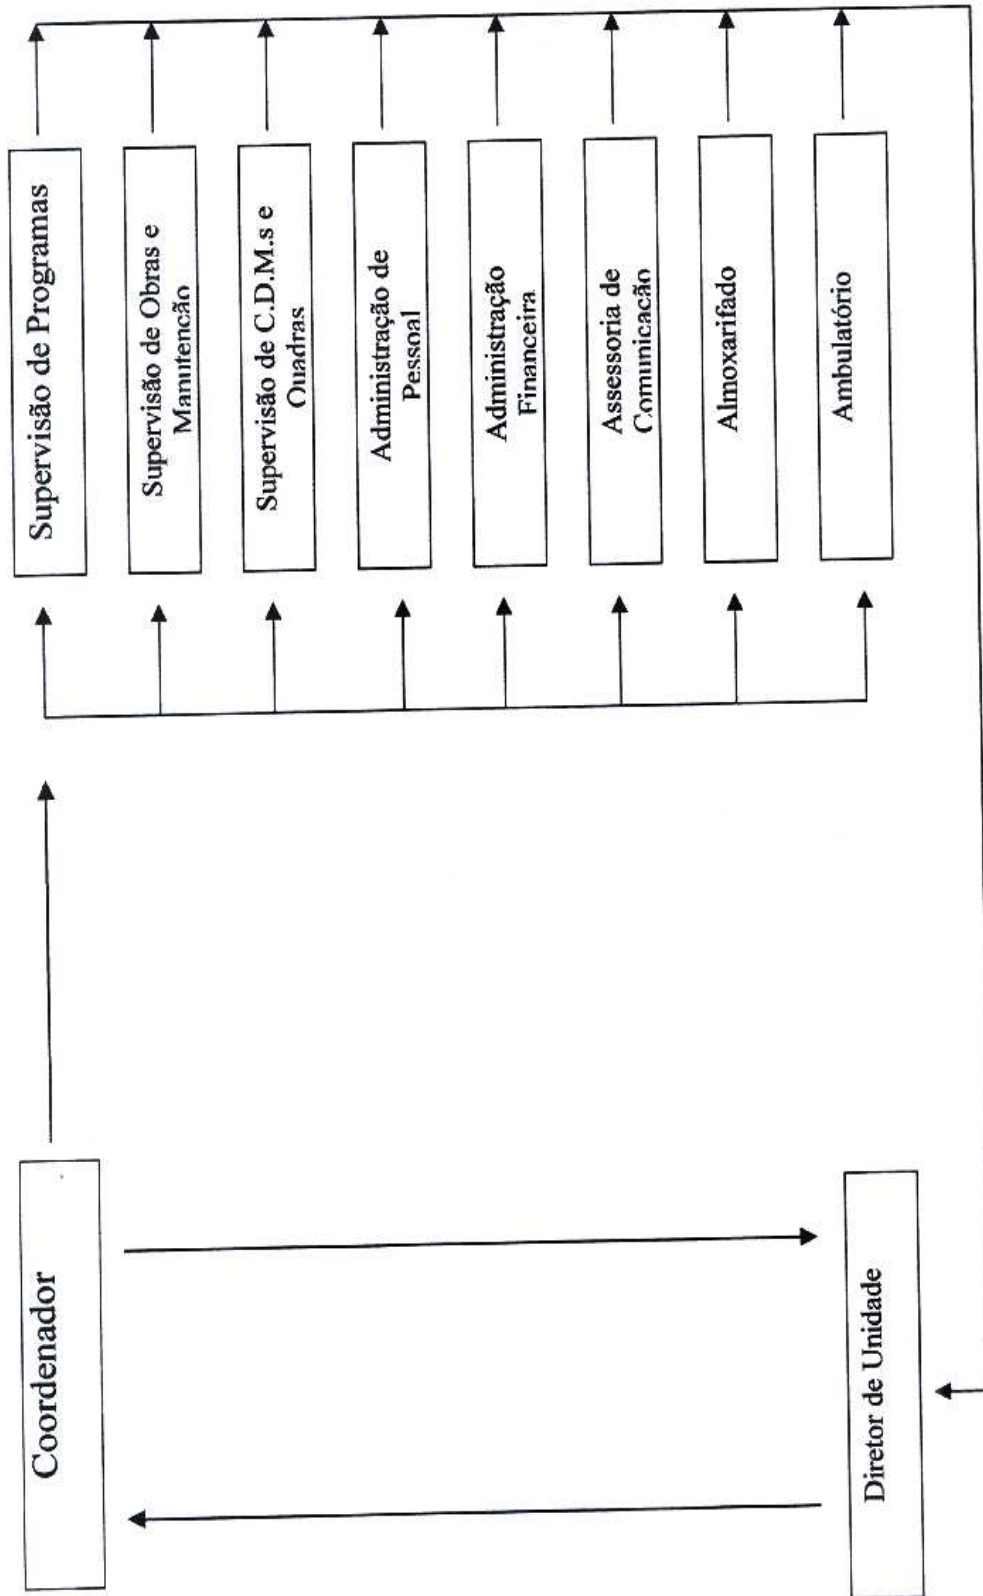 Coordenador
Diretor de Unidade
Supervisão de Programas
Supervisão de Obras e
Manutenção
Supervisão de C.D.M.s e
Quadras
Administração de
Pessoal
Administração
Financeira
Assessoria de
Comunicação
Almoxarifado
Ambulatório